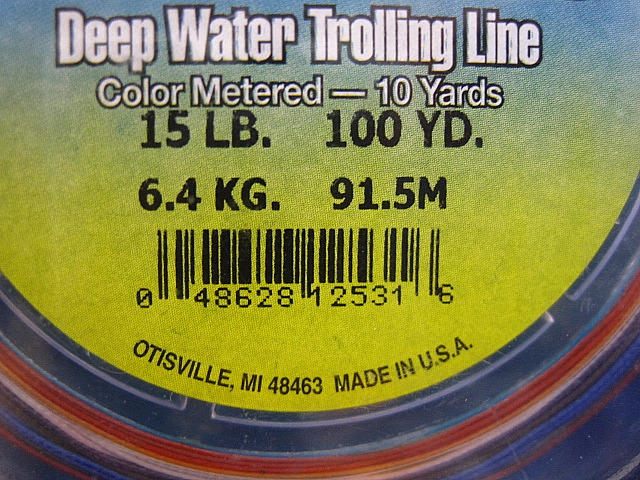 Deep Water Trolling Line
Color Metered — 10 Yards
15 LB. 100 YD.
6.4 KG. 91.5M
0 48628 12531 6
OTISVILLE, MI 48463 MADE IN U.S.A.